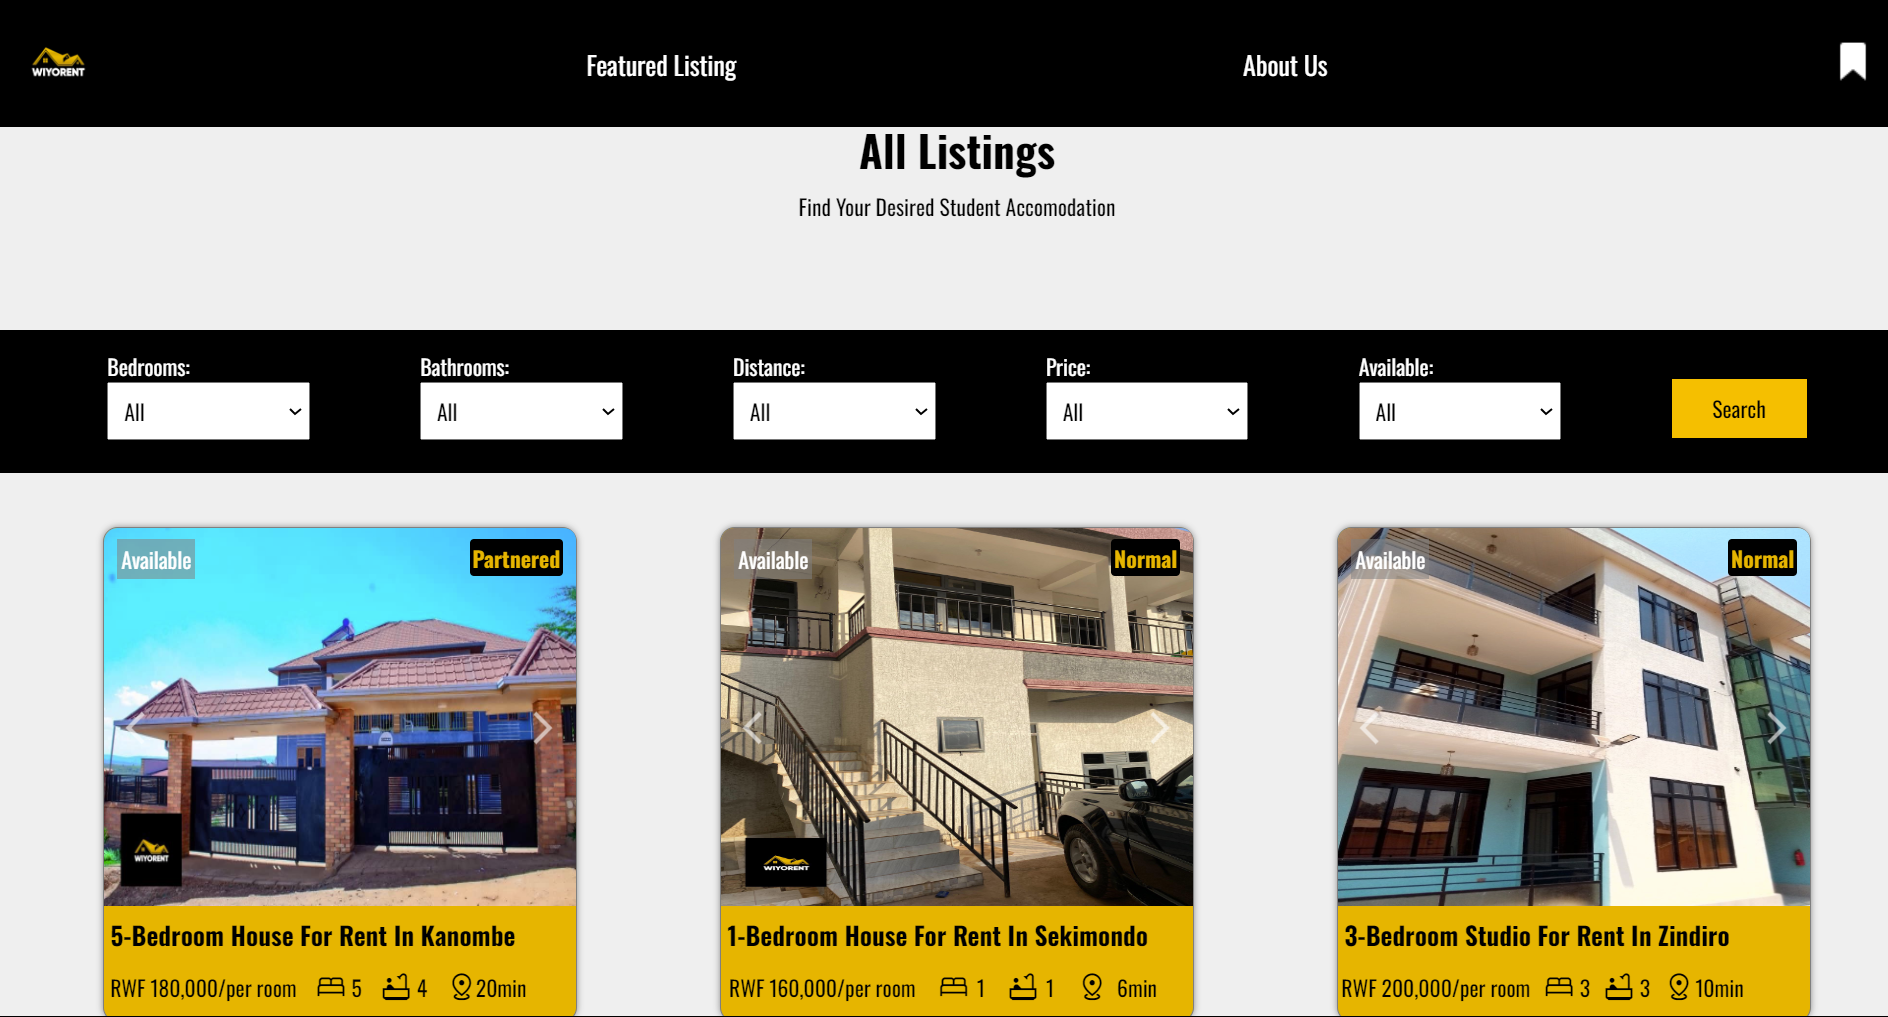 WIYORENT
Featured Listing
About Us
All Listings
Find Your Desired Student Accomodation
Bedrooms:
Bathrooms:
Distance:
Price:
Available:
All
All
All
All
All
Search
Available
Partnered
WIYORENT
5-Bedroom House For Rent In Kanombe
RWF 180,000/per room 5 4 20min
Available
Normal
WIYORENT
1-Bedroom House For Rent In Sekimondo
RWF 160,000/per room 1 1 6min
Available
Normal
3-Bedroom Studio For Rent In Zindiro
RWF 200,000/per room 3 3 10min